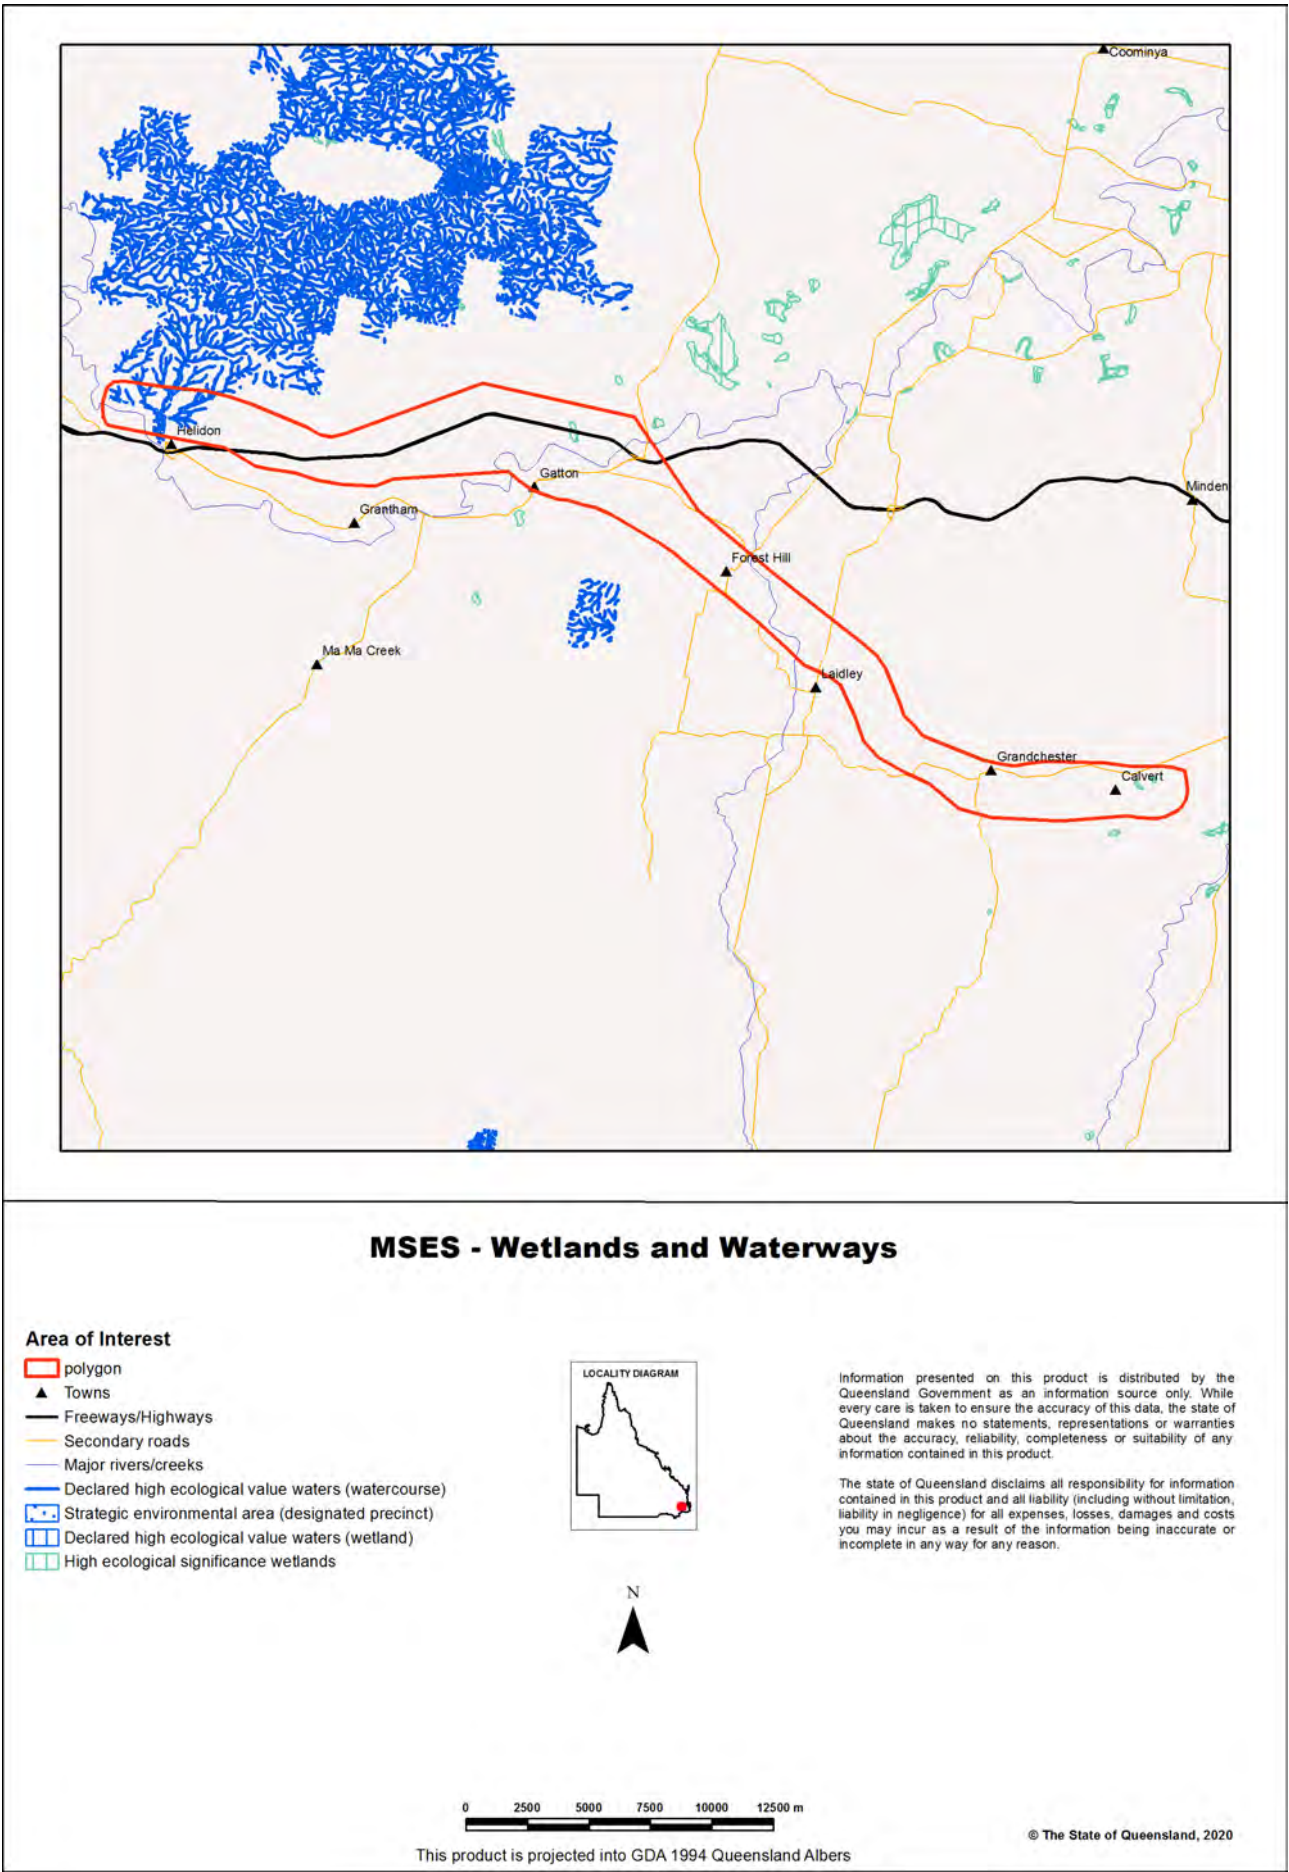 Coominya
Helidon
Gatton
Minden
Grantham
Forest Hill
Ma Ma Creek
Laidley
Grandchester
Calvert
MSES - Wetlands and Waterways
Area of Interest
polygon
Towns
Freeways/Highways
Secondary roads
Major rivers/creeks
Declared high ecological value waters (watercourse)
Strategic environmental area (designated precinct)
Declared high ecological value waters (wetland)
High ecological significance wetlands
LOCALITY DIAGRAM
N
Information presented on this product is distributed by the
Queensland Government as an information source only. While
every care is taken to ensure the accuracy of this data, the state of
Queensland makes no statements, representations or warranties
about the accuracy, reliability, completeness or suitability of any
information contained in this product.
The state of Queensland disclaims all responsibility for information
contained in this product and all liability (including without limitation,
liability in negligence) for all expenses, losses, damages and costs
you may incur as a result of the information being inaccurate or
incomplete in any way for any reason.
0 2500 5000 7500 10000 12500 m
This product is projected into GDA 1994 Queensland Albers
© The State of Queensland, 2020